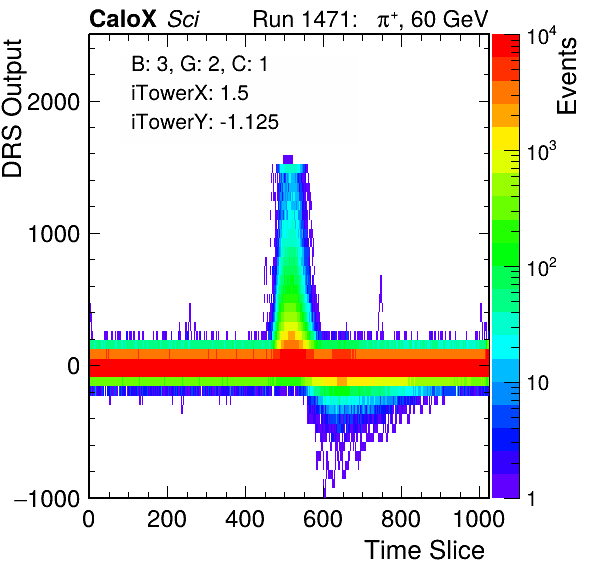 CaloX Sci Run 1471: π⁺, 60 GeV
B: 3, G: 2, C: 1
iTowerX: 1.5
iTowerY: -1.125
DRS Output
2000
1000
0
−1000
0 200 400 600 800 1000
Time Slice
Events
10⁴
10³
10²
10
1